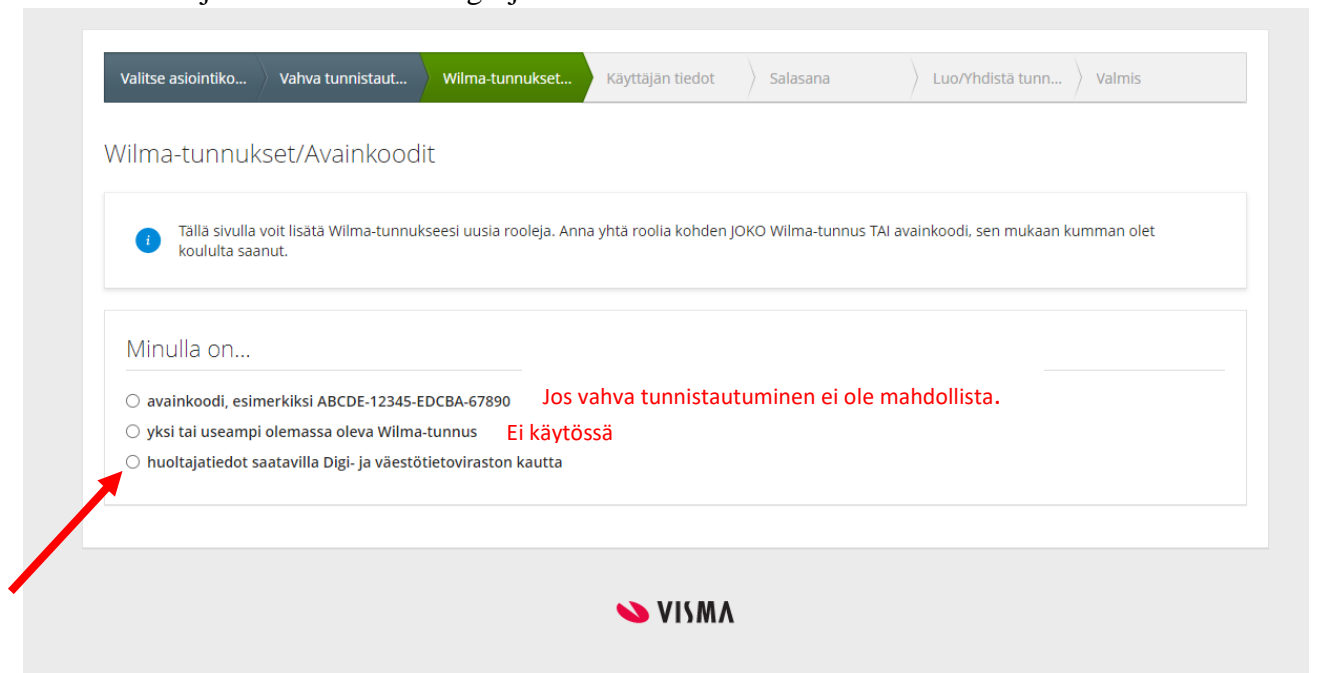 Valitse asiointiko... Vahva tunnistaut... Wilma-tunnukset... Käyttäjän tiedot Salasana Luo/Yhdistä tunn... Valmis
Wilma-tunnukset/Avainkoodit
i Tällä sivulla voit lisätä Wilma-tunnukseesi uusia rooleja. Anna yhtä roolia kohden JOKO Wilma-tunnus TAI avainkoodi, sen mukaan kumman olet
koululta saanut.
Minulla on...
avainkoodi, esimerkiksi ABCDE-12345-EDCBA-67890 Jos vahva tunnistautuminen ei ole mahdollista.
yksi tai useampi olemassa oleva Wilma-tunnus Ei käytössä
huoltajatiedot saatavilla Digi- ja väestötietoviraston kautta
VISMA